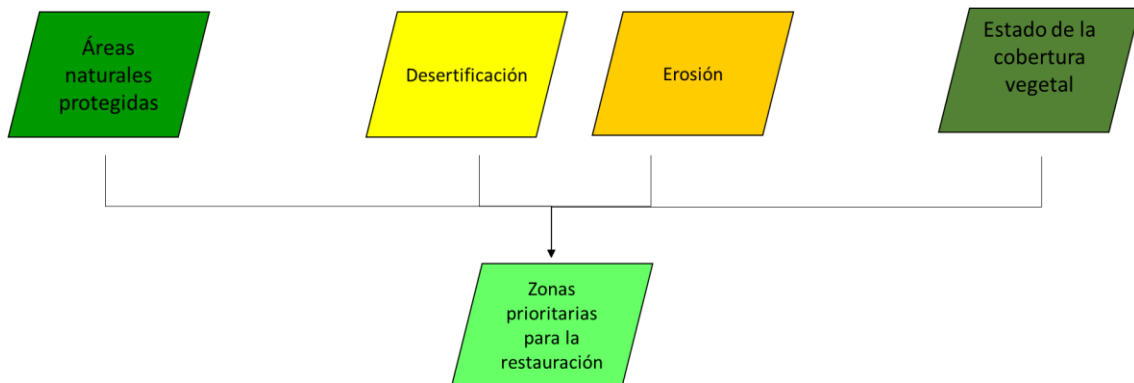 Áreas
naturales
protegidas
Desertificación
Erosión
Estado de la
cobertura
vegetal
Zonas
prioritarias
para la
restauración